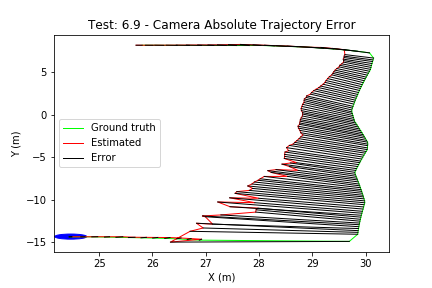 Test: 6.9 - Camera Absolute Trajectory Error
Y (m)
5
0
−5
−10
−15
Ground truth
Estimated
Error
25 26 27 28 29 30
X (m)